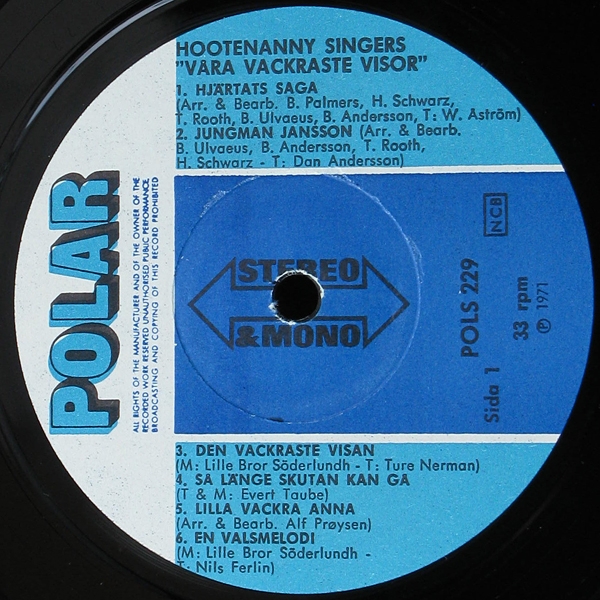 HOOTENANNY SINGERS
"VÅRA VACKRASTE VISOR"
1. HJÄRTATS SAGA
(Arr. & Bearb. B. Palmers, H. Schwarz,
T. Rooth, B. Ulvaeus, B. Andersson, T: W. Aström)
2. JUNGMAN JANSSON (Arr. & Bearb.
B. Ulvaeus, B. Andersson, T. Rooth,
H. Schwarz - T: Dan Andersson)
POLAR
ALL RIGHTS OF THE MANUFACTURER AND OF THE OWNER OF THE
RECORDED WORK RESERVED UNAUTHORISED PUBLIC PERFORMANCE,
BROADCASTING AND COPYING OF THIS RECORD PROHIBITED
STEREO
& MONO
POLS 229
NCB
Sida 1
33 rpm
Ⓟ 1971
3. DEN VACKRASTE VISAN
(M: Lille Bror Söderlundh - T: Ture Nerman)
4. SA LÄNGE SKUTAN KAN GA
(T & M: Evert Taube)
5. LILLA VACKRA ANNA
(Arr. & Bearb. Alf Prøysen)
6. EN VALSMELODI
(M: Lille Bror Söderlundh -
T: Nils Ferlin)